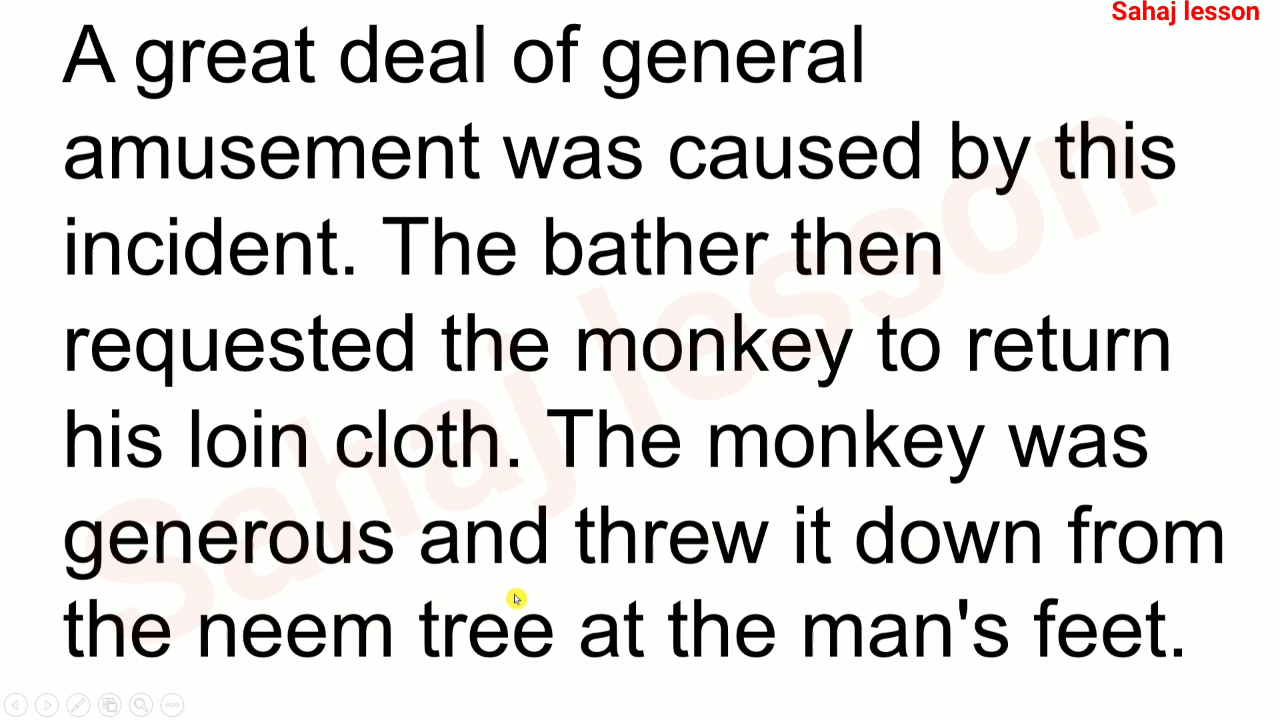 Sahaj lesson
A great deal of general
amusement was caused by this
incident. The bather then
requested the monkey to return
his loin cloth. The monkey was
generous and threw it down from
the neem tree at the man's feet.
Sahaj lesson